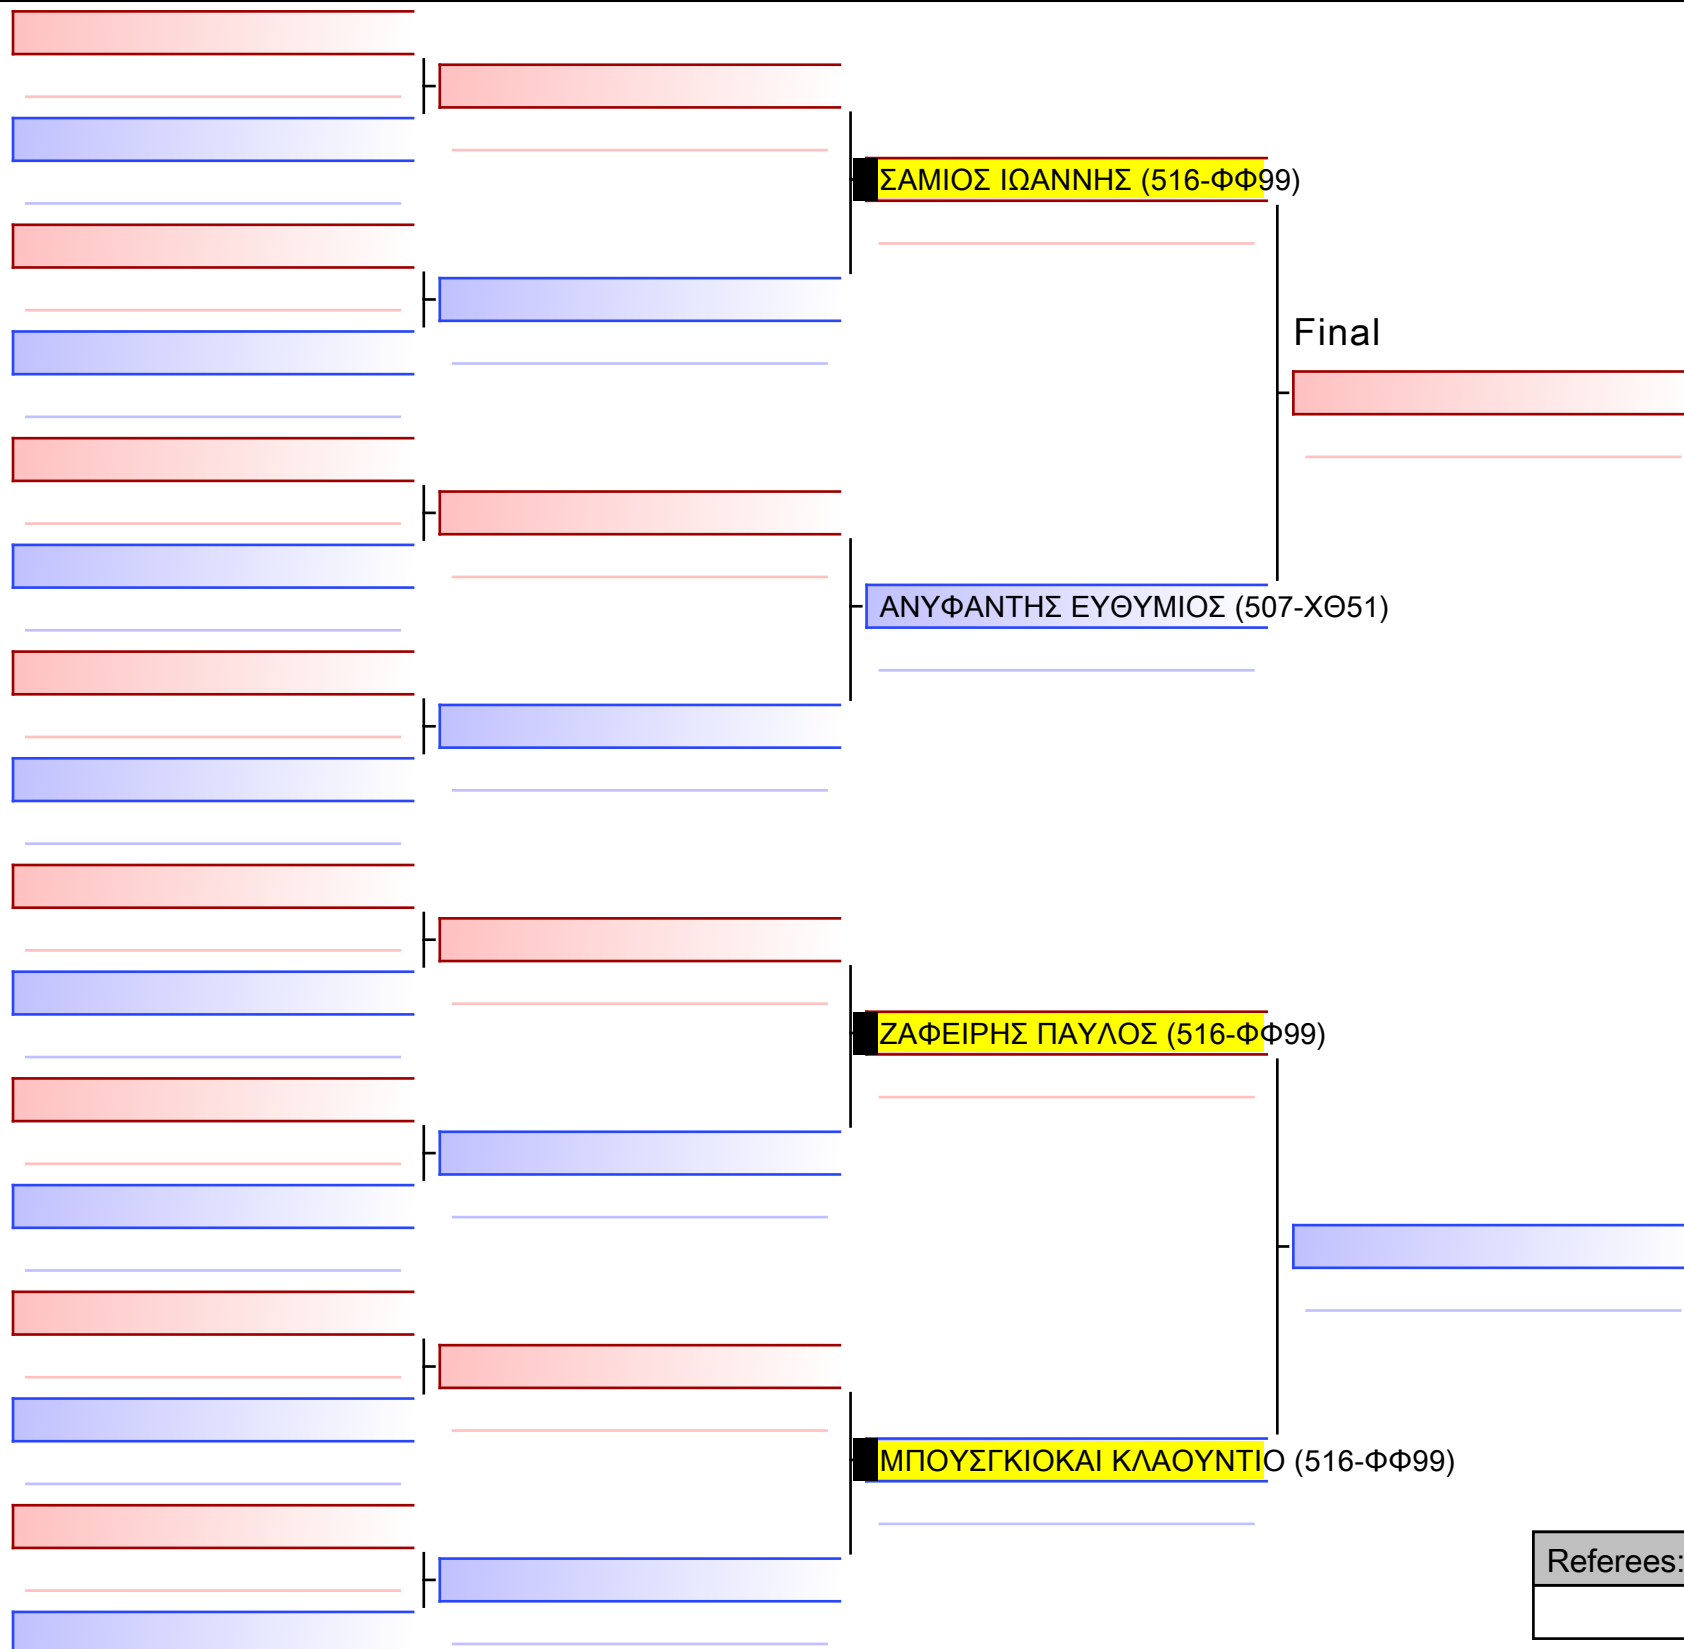 ΣΑΜΙΟΣ ΙΩΑΝΝΗΣ (516-ΦΦ99)
Final
ΑΝΥΦΑΝΤΗΣ ΕΥΘΥΜΙΟΣ (507-ΧΘ51)
ΖΑΦΕΙΡΗΣ ΠΑΥΛΟΣ (516-ΦΦ99)
ΜΠΟΥΣΓΚΙΟΚΑΙ ΚΛΑΟΥΝΤΙΟ (516-ΦΦ99)
Referees: